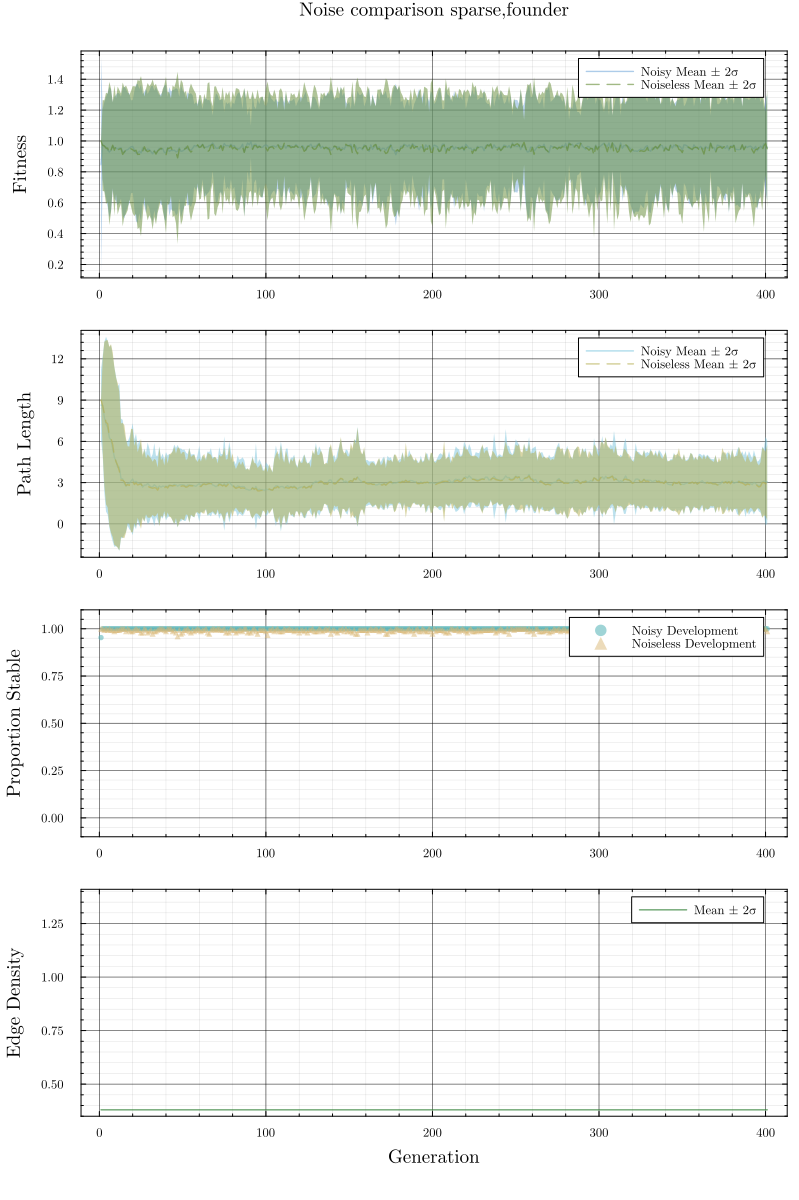 Noise comparison sparse,founder
Fitness
1.4
1.2
1.0
0.8
0.6
0.4
0.2
Noisy Mean ± 2σ
Noiseless Mean ± 2σ
0 100 200 300 400
Path Length
12
9
6
3
0
Noisy Mean ± 2σ
Noiseless Mean ± 2σ
0 100 200 300 400
Proportion Stable
1.00
0.75
0.50
0.25
0.00
Noisy Development
Noiseless Development
0 100 200 300 400
Edge Density
1.25
1.00
0.75
0.50
Mean ± 2σ
0 100 200 300 400
Generation